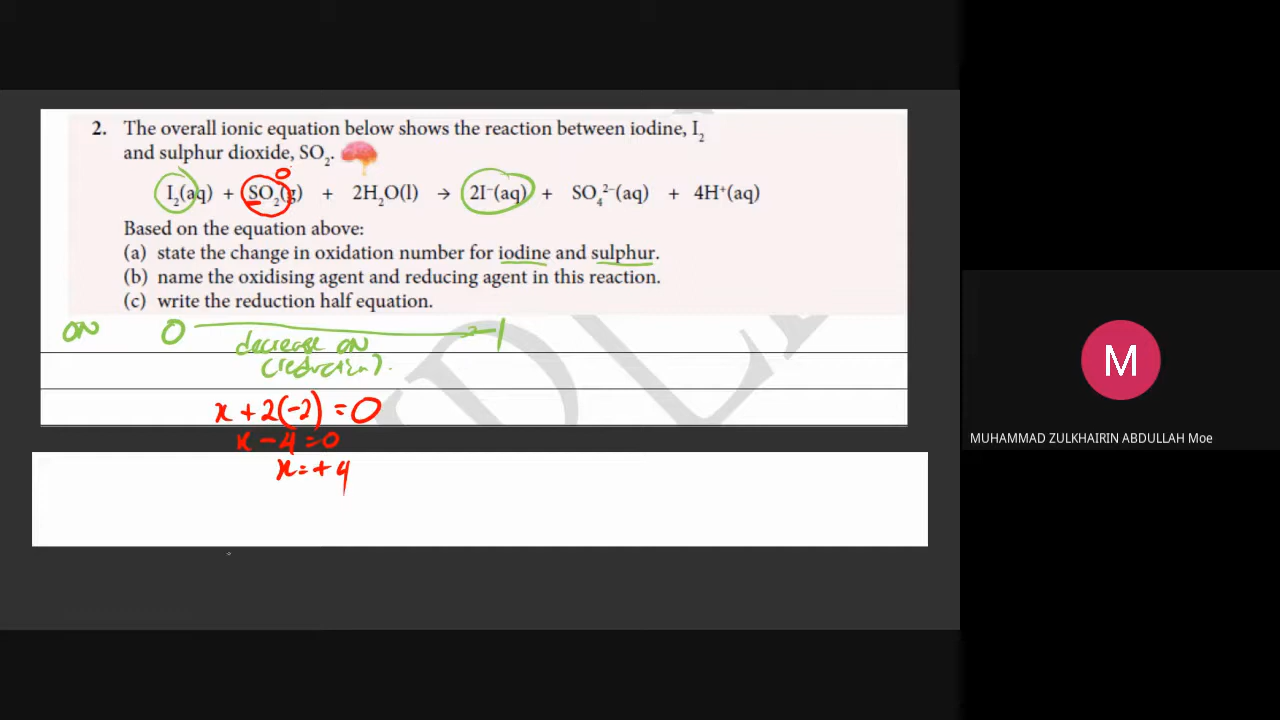 2. The overall ionic equation below shows the reaction between iodine, I₂
and sulphur dioxide, SO₂.
0
I₂(aq) + SO₂(g) + 2H₂O(l) → 2I⁻(aq) + SO₄²⁻(aq) + 4H⁺(aq)
Based on the equation above:
(a) state the change in oxidation number for iodine and sulphur.
(b) name the oxidising agent and reducing agent in this reaction.
(c) write the reduction half equation.
ON 0 → -1
decrease ON
(reduction).
x + 2(-2) = 0
x - 4 = 0
x = + 4
M
MUHAMMAD ZULKHAIRIN ABDULLAH Moe